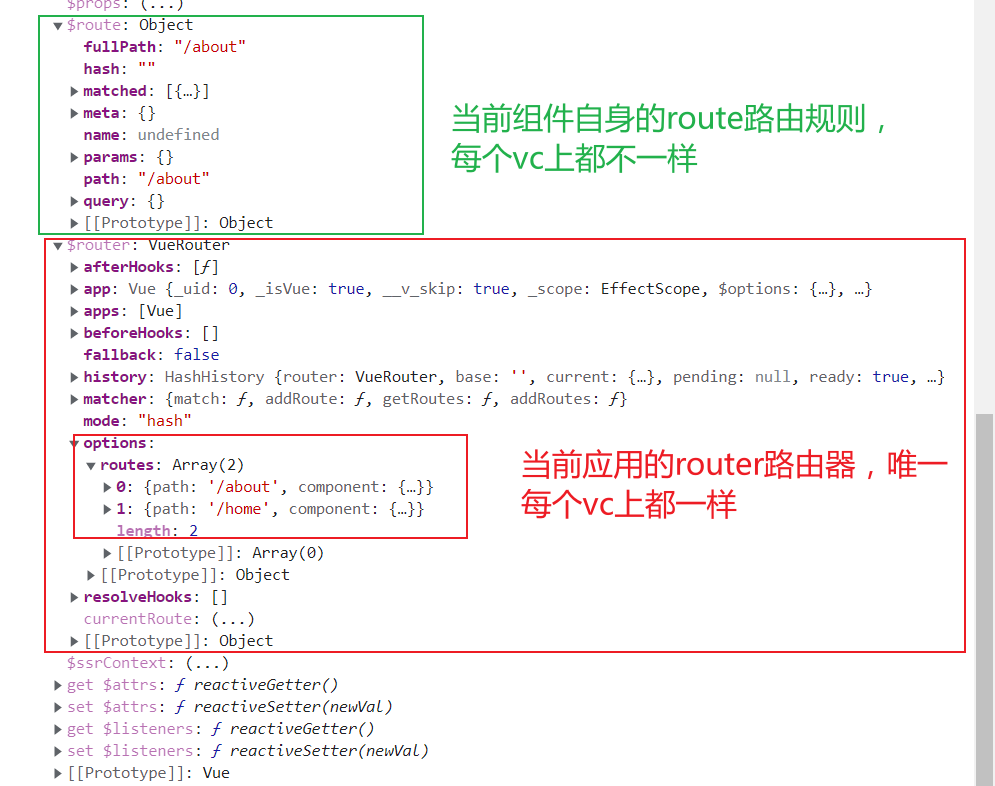 $props: (...)
▼$route: Object
fullPath: "/about"
hash: ""
▶matched: [{…}]
▶meta: {}
name: undefined
▶params: {}
path: "/about"
▶query: {}
▶[[Prototype]]: Object
当前组件自身的route路由规则，
每个vc上都不一样
▼$router: VueRouter
▶afterHooks: [ƒ]
▶app: Vue {_uid: 0, _isVue: true, __v_skip: true, _scope: EffectScope, $options: {…}, …}
▶apps: [Vue]
▶beforeHooks: []
fallback: false
▶history: HashHistory {router: VueRouter, base: '', current: {…}, pending: null, ready: true, …}
▶matcher: {match: ƒ, addRoute: ƒ, getRoutes: ƒ, addRoutes: ƒ}
mode: "hash"
▼options:
▼routes: Array(2)
▶0: {path: '/about', component: {…}}
▶1: {path: '/home', component: {…}}
length: 2
▶[[Prototype]]: Array(0)
▶[[Prototype]]: Object
当前应用的router路由器，唯一
每个vc上都一样
▶resolveHooks: []
currentRoute: (...)
▶[[Prototype]]: Object
$ssrContext: (...)
▶get $attrs: ƒ reactiveGetter()
▶set $attrs: ƒ reactiveSetter(newVal)
▶get $listeners: ƒ reactiveGetter()
▶set $listeners: ƒ reactiveSetter(newVal)
▶[[Prototype]]: Vue